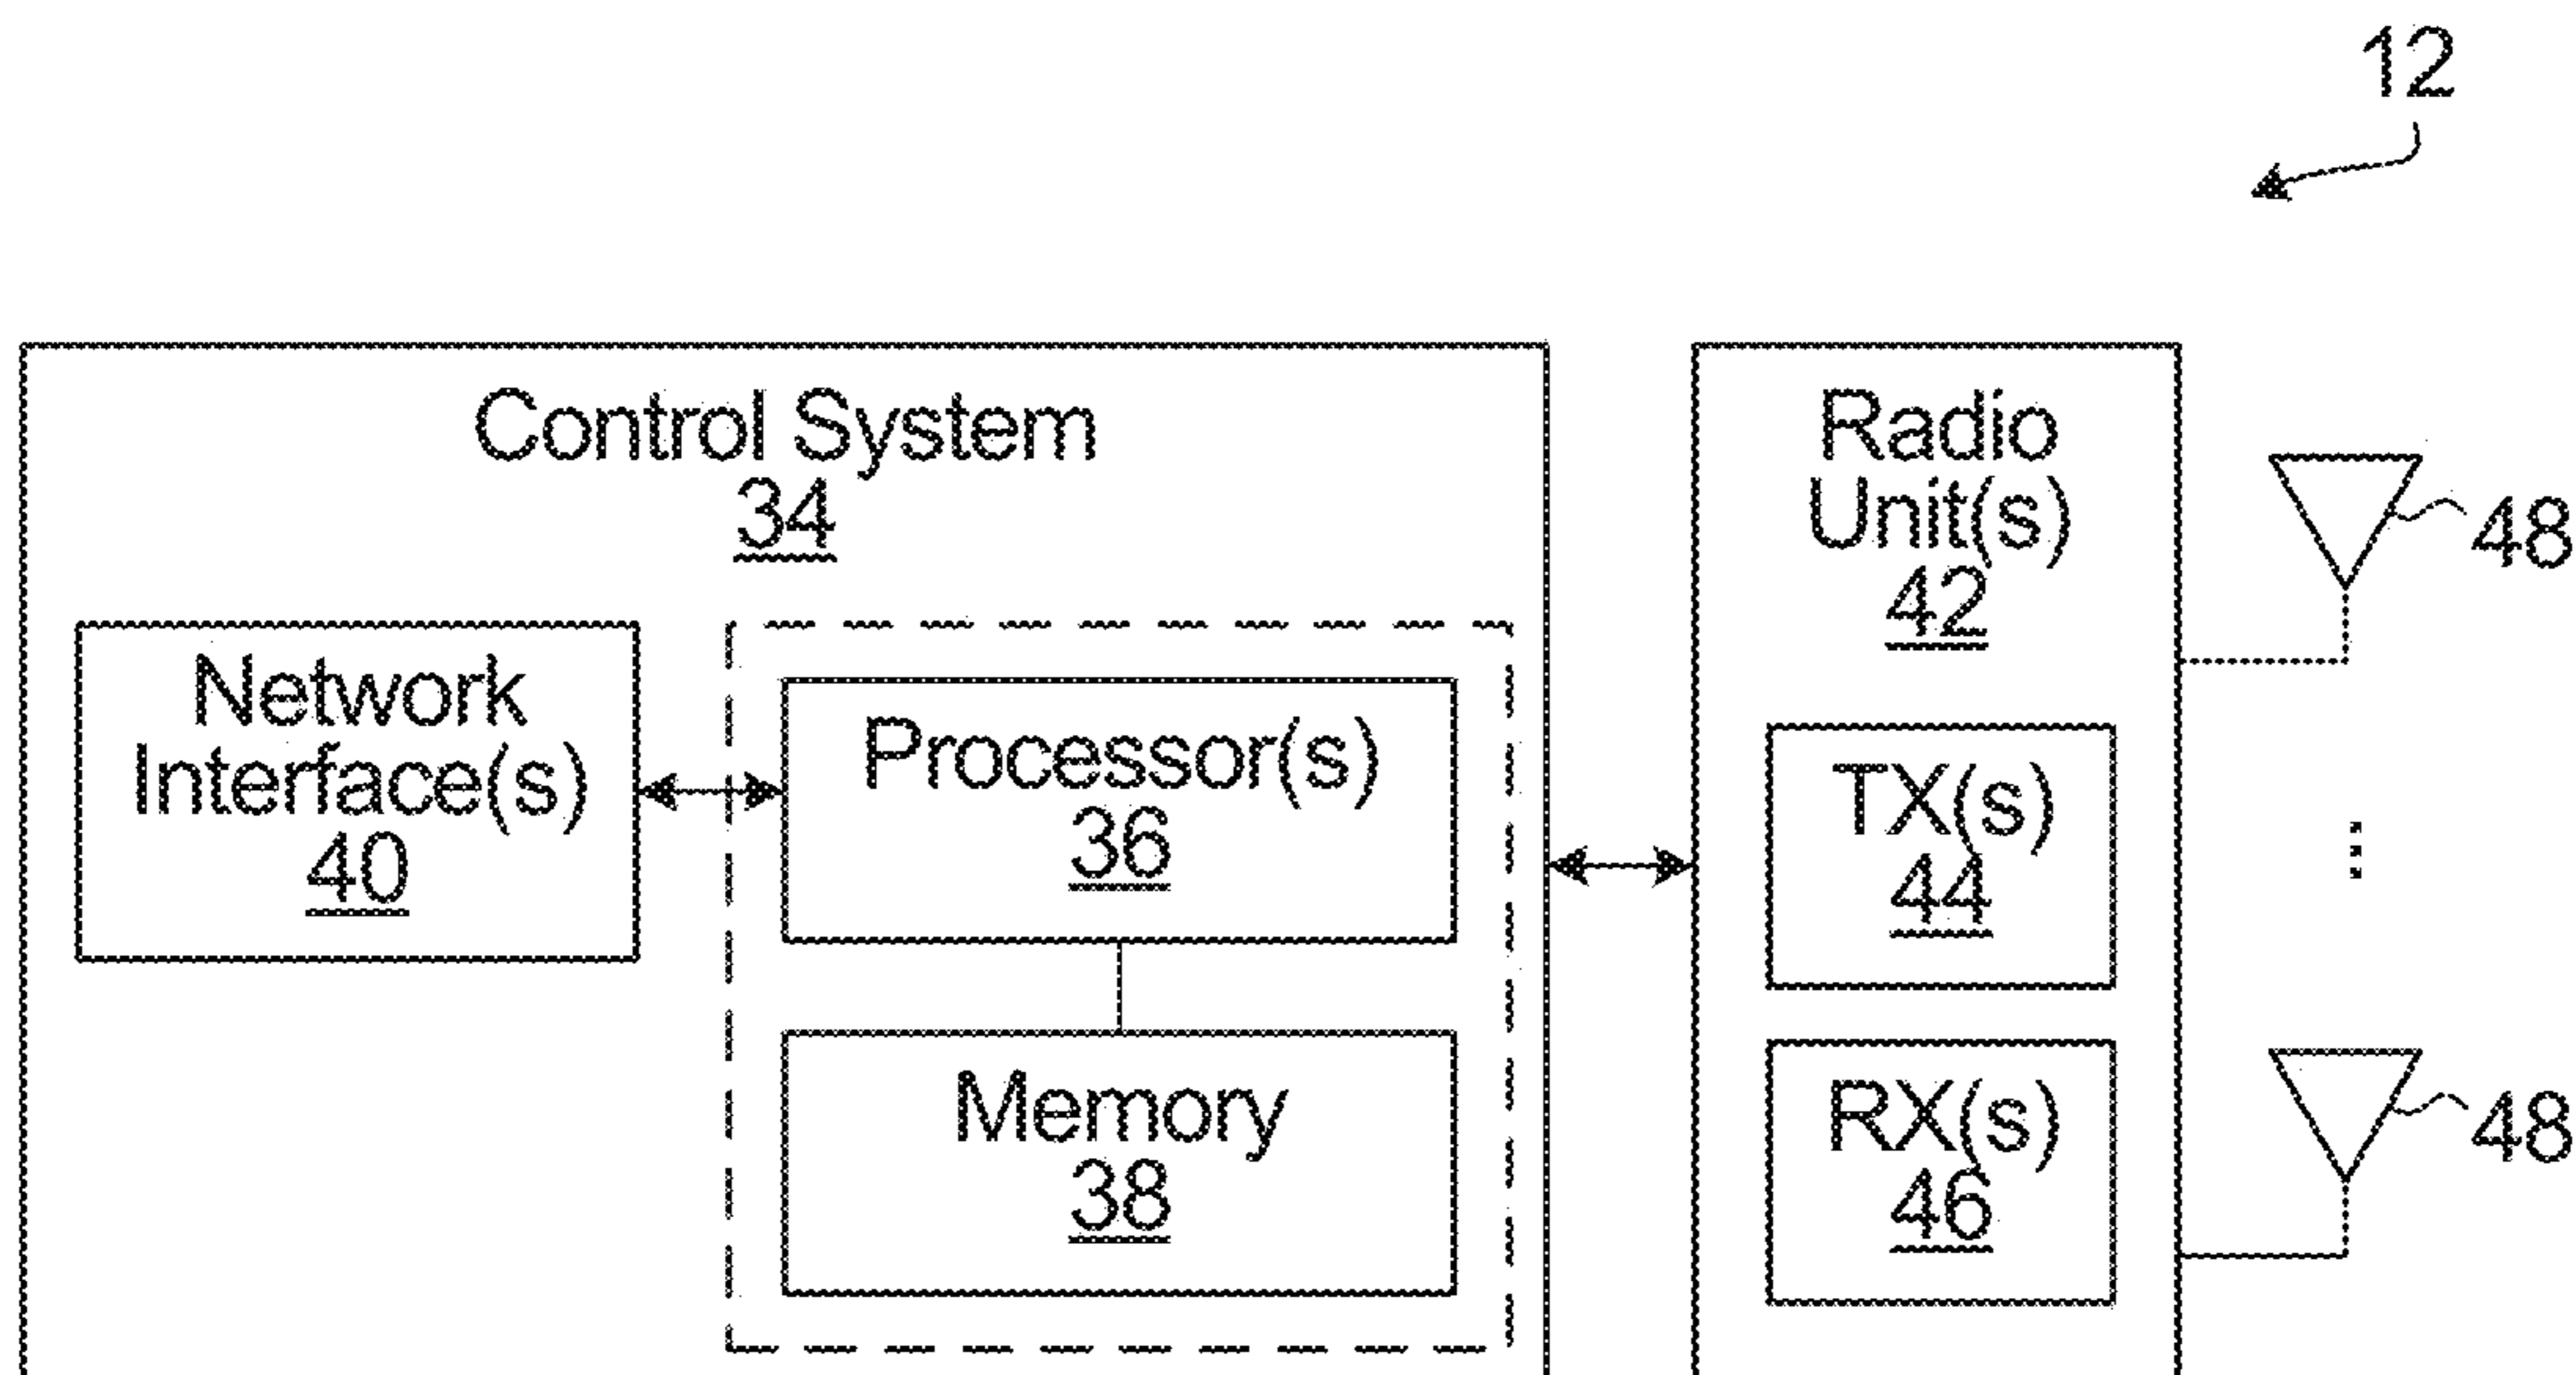 12
Control System
34
Network
Interface(s)
40
Processor(s)
36
Memory
38
Radio
Unit(s)
42
TX(s)
44
RX(s)
46
48
48